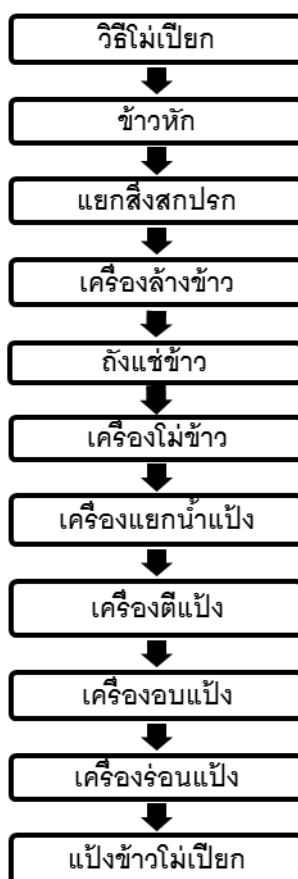 วิธีโม่เปียก
ข้าวหัก
แยกสิ่งสกปรก
เครื่องล้างข้าว
ถังแช่ข้าว
เครื่องโม่ข้าว
เครื่องแยกน้ำแป้ง
เครื่องตีแป้ง
เครื่องอบแป้ง
เครื่องร่อนแป้ง
แป้งข้าวโม่เปียก